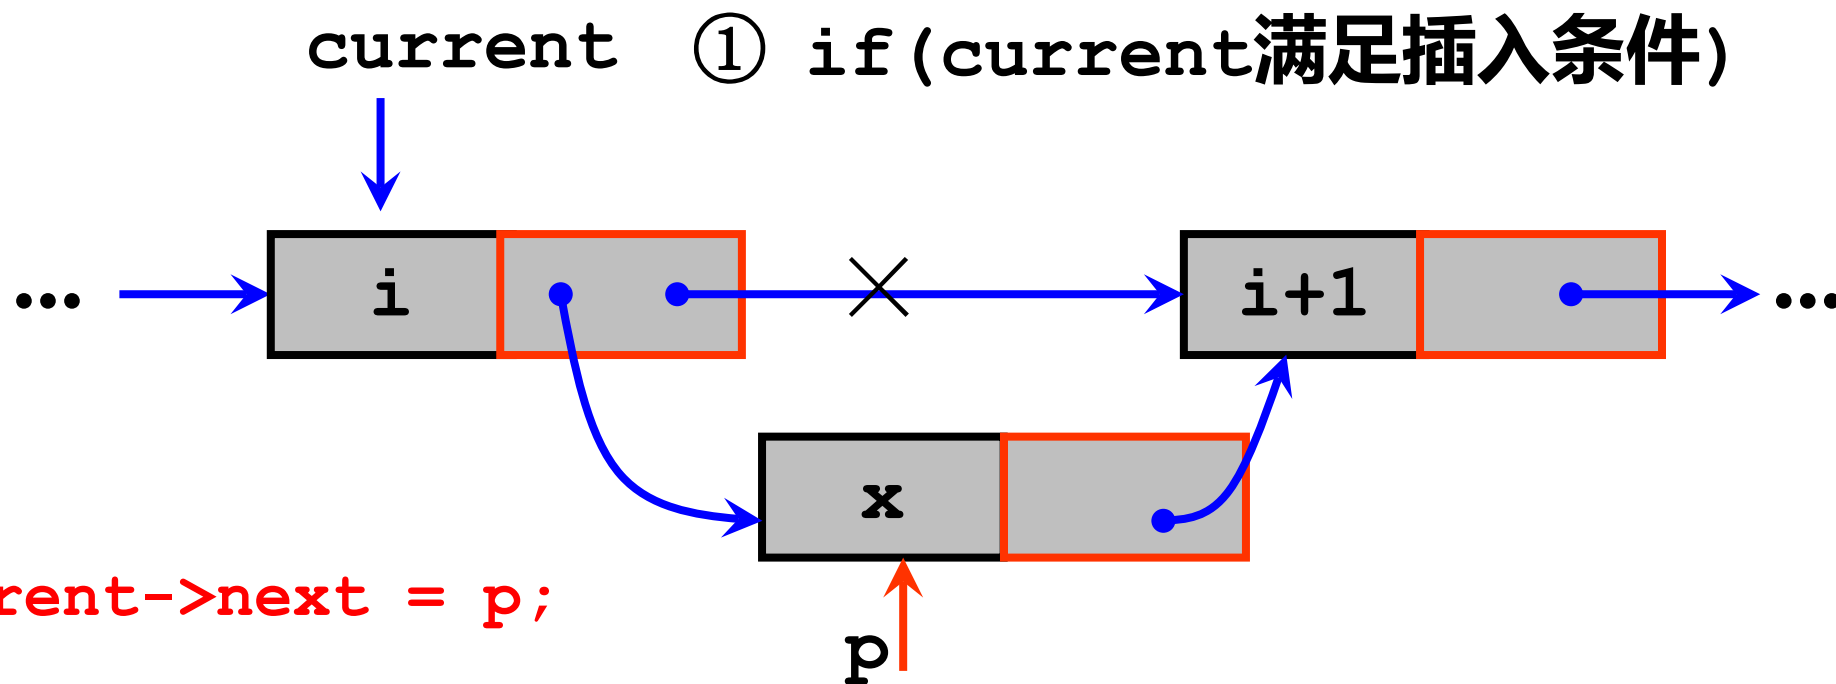 current ① if(current满足插入条件)
... i i+1 ...
x
rent->next = p;
p